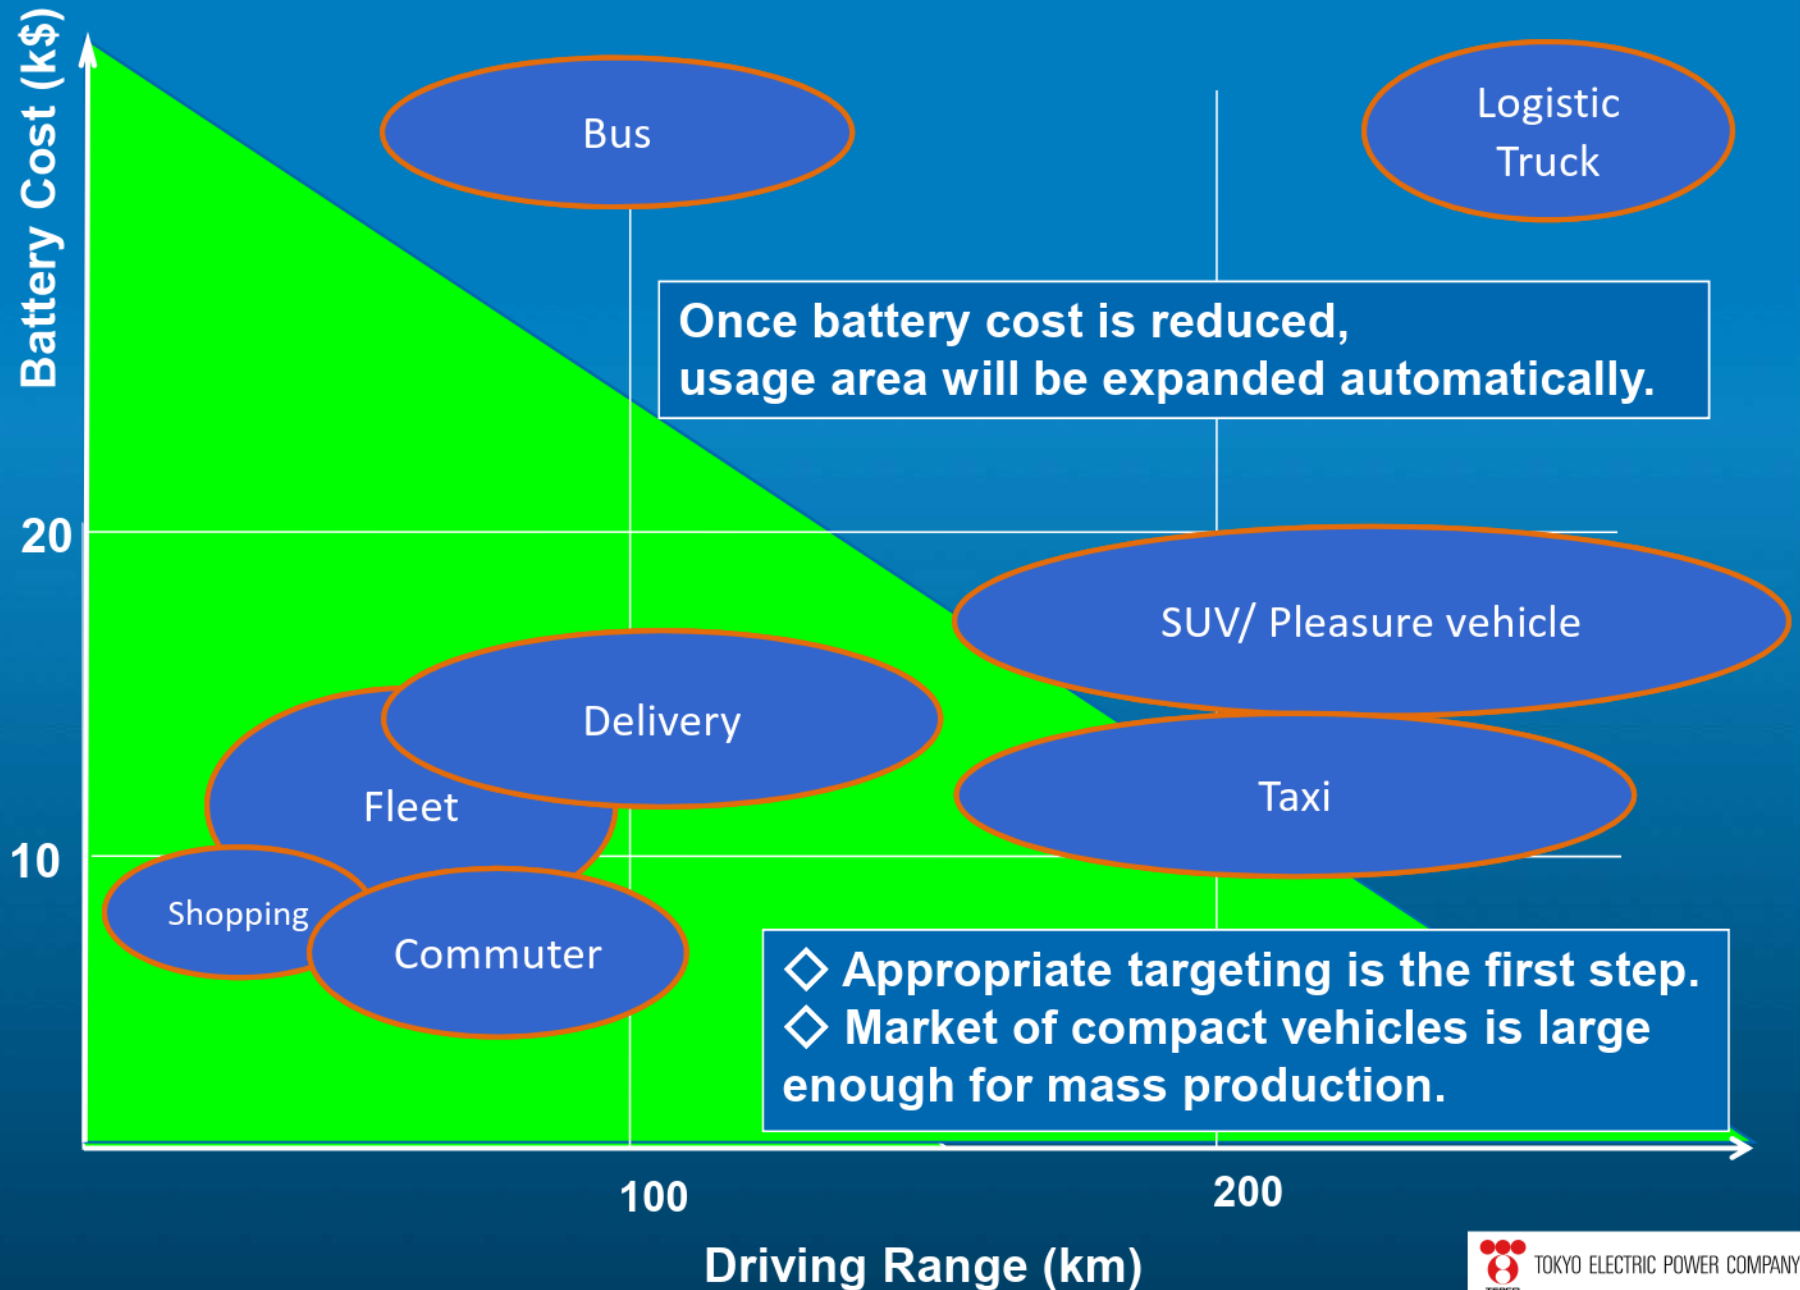 Battery Cost (k$)
Bus
Logistic
Truck
Once battery cost is reduced,
usage area will be expanded automatically.
20
SUV/ Pleasure vehicle
Delivery
Taxi
Fleet
10
Shopping
Commuter
◇ Appropriate targeting is the first step.
◇ Market of compact vehicles is large
enough for mass production.
100
200
Driving Range (km)
TOKYO ELECTRIC POWER COMPANY